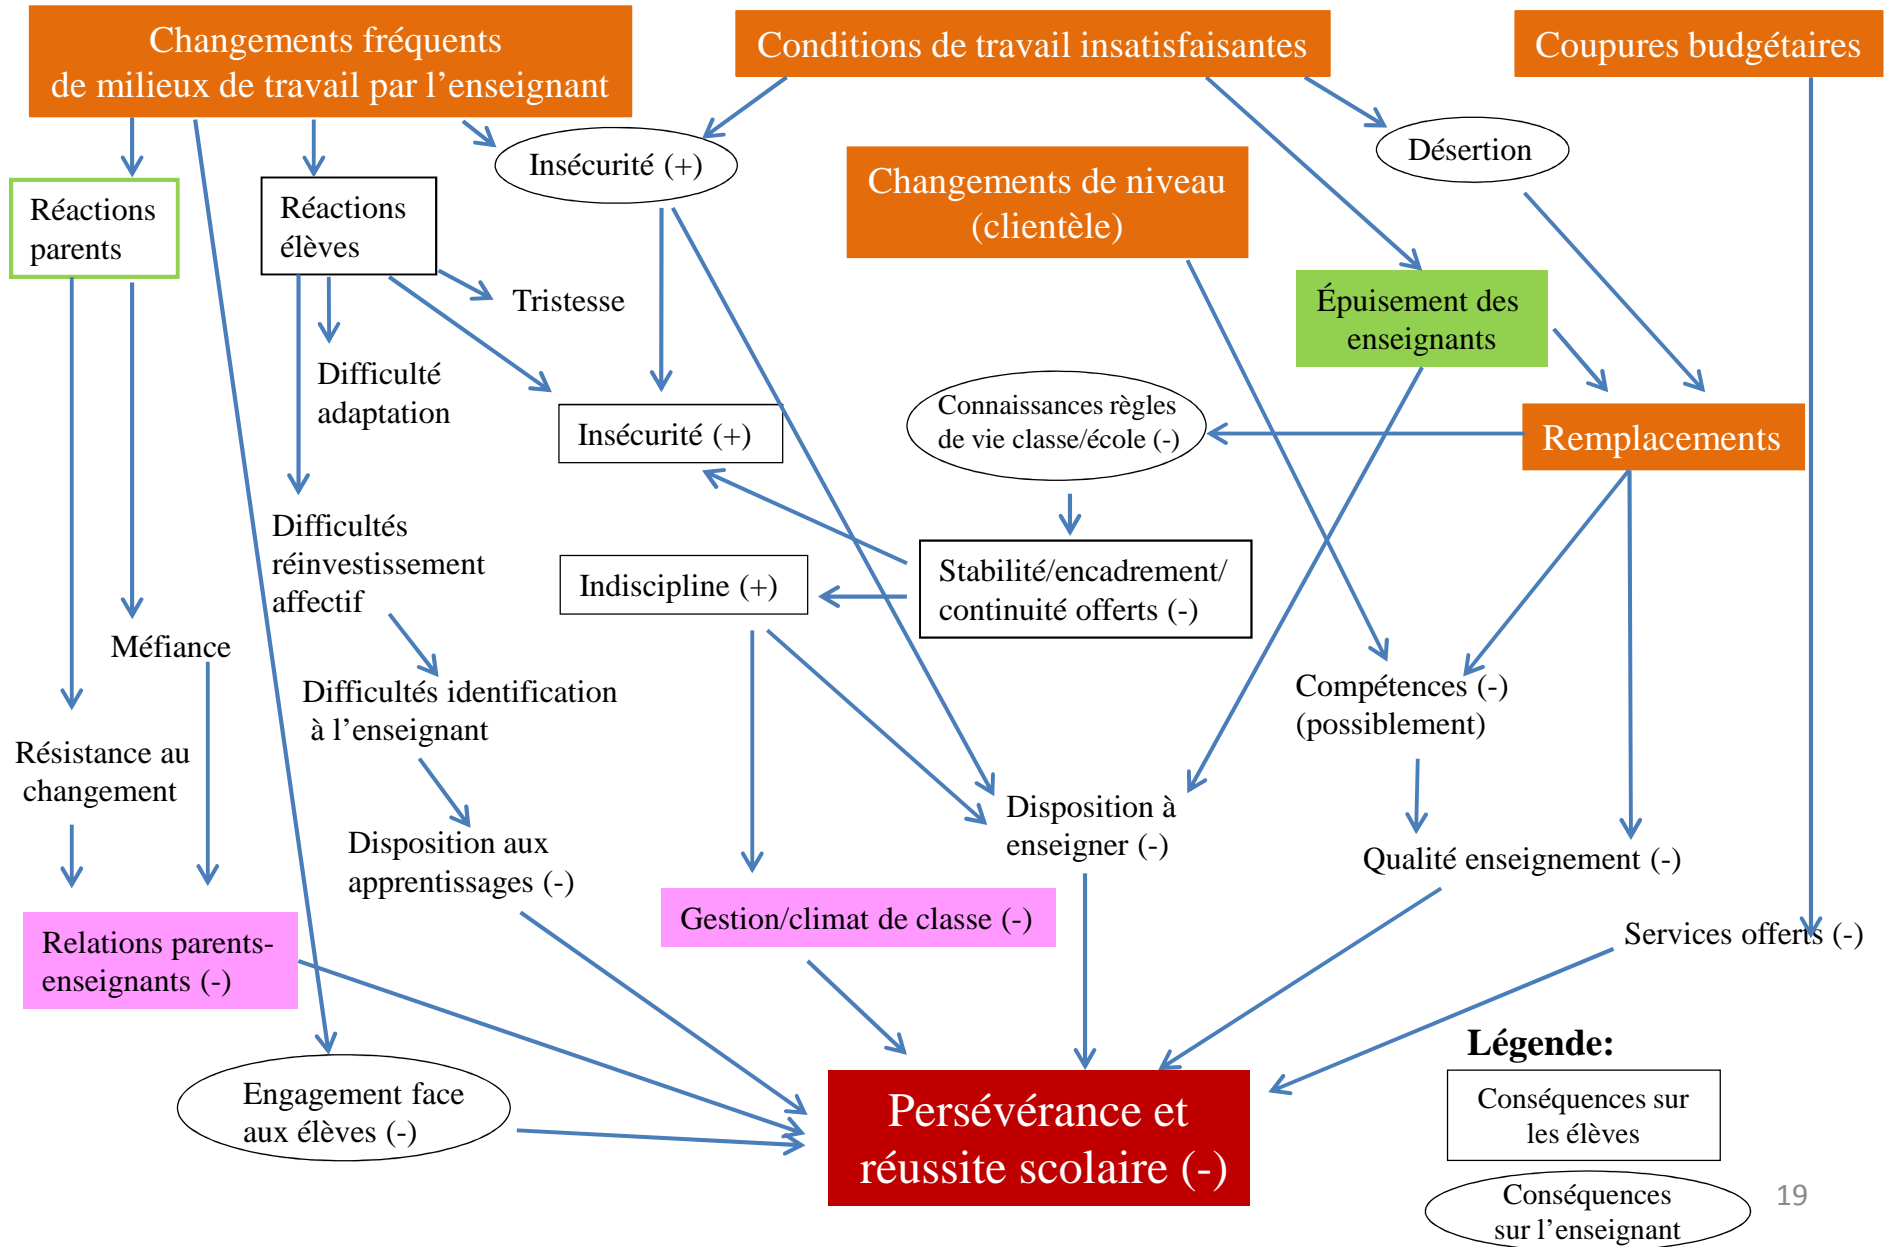 Changements fréquents
de milieux de travail par l’enseignant
Conditions de travail insatisfaisantes
Coupures budgétaires
Insécurité (+)
Désertion
Changements de niveau
(clientèle)
Réactions
parents
Réactions
élèves
Tristesse
Épuisement des
enseignants
Difficulté
adaptation
Connaissances règles
de vie classe/école (-)
Insécurité (+)
Remplacements
Difficultés
réinvestissement
affectif
Indiscipline (+)
Stabilité/encadrement/
continuité offerts (-)
Méfiance
Difficultés identification
à l’enseignant
Compétences (-)
(possiblement)
Résistance au
changement
Disposition à
enseigner (-)
Disposition aux
apprentissages (-)
Qualité enseignement (-)
Gestion/climat de classe (-)
Services offerts (-)
Relations parents-
enseignants (-)
Engagement face
aux élèves (-)
Persévérance et
réussite scolaire (-)
Légende:
Conséquences sur
les élèves
Conséquences
sur l’enseignant
19